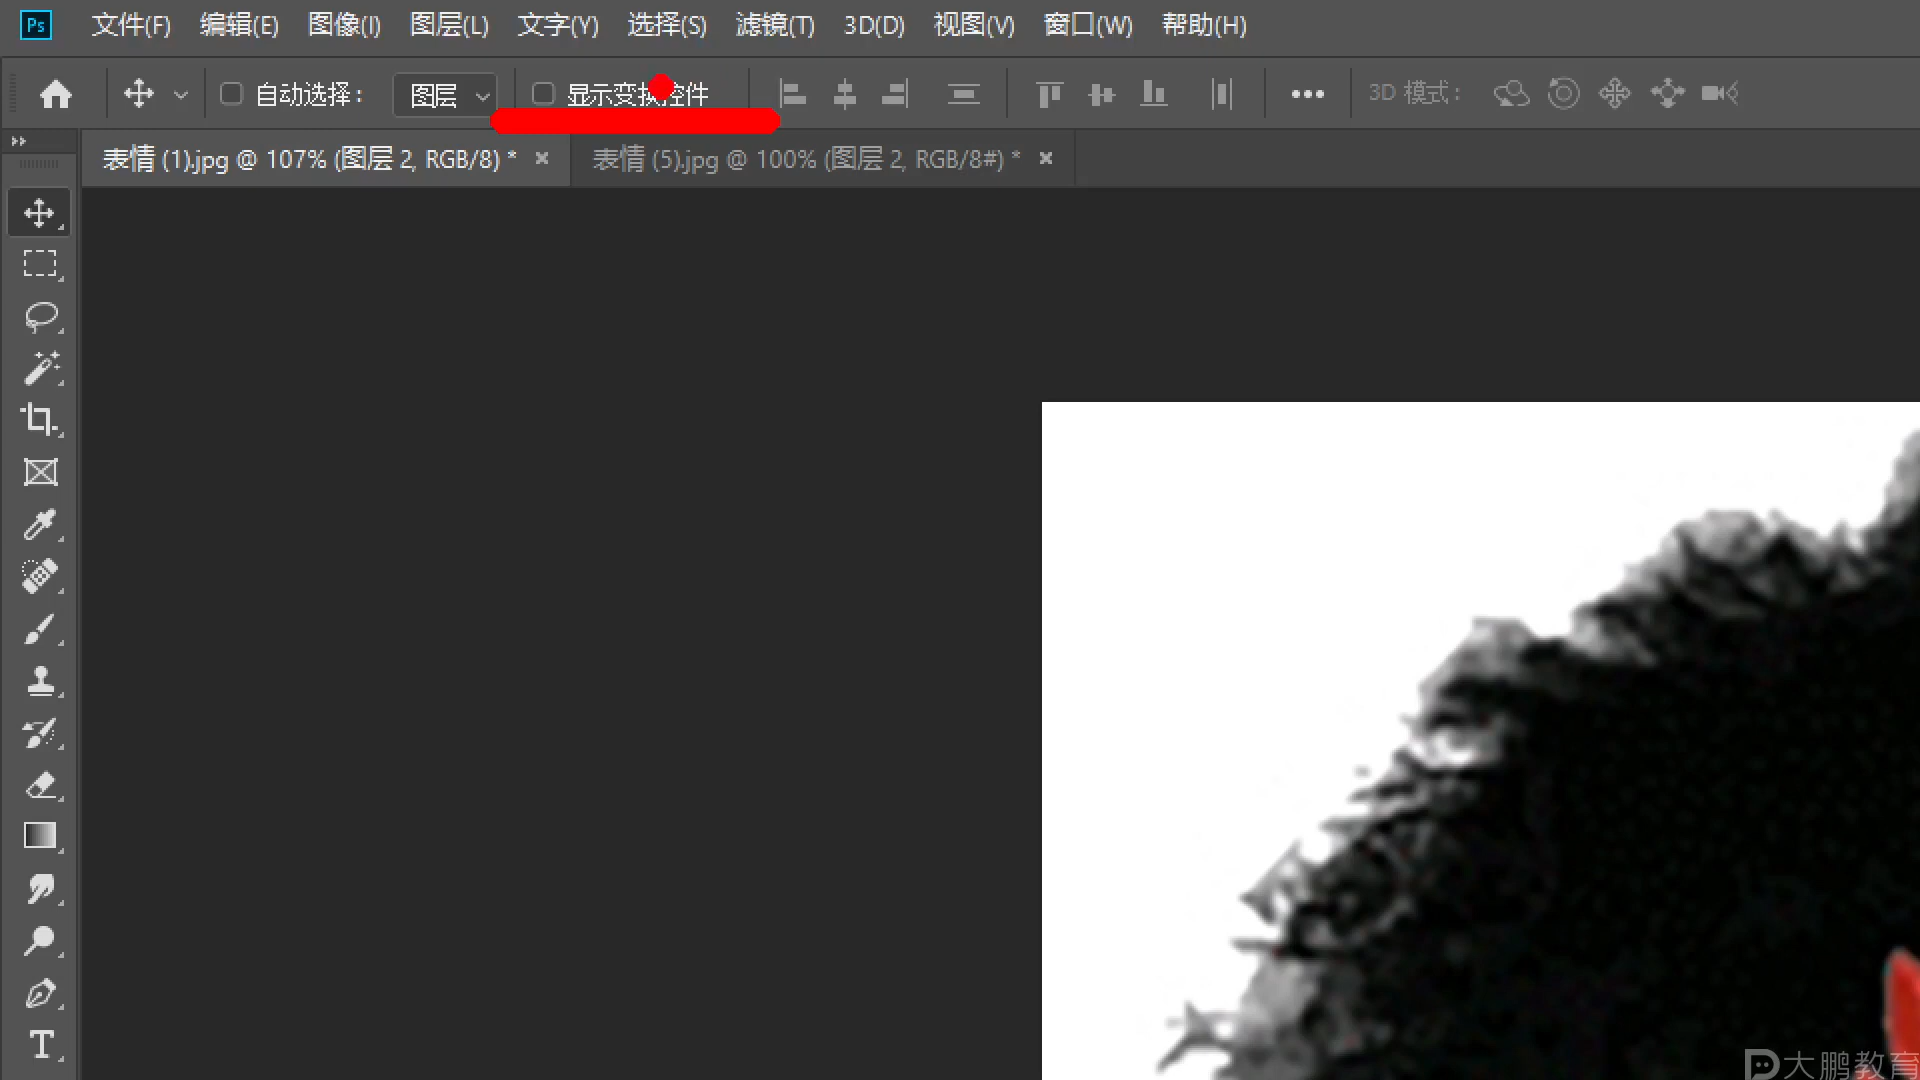 Ps 文件(F) 编辑(E) 图像(I) 图层(L) 文字(Y) 选择(S) 滤镜(T) 3D(D) 视图(V) 窗口(W) 帮助(H)
自动选择: 图层 显示变换控件 3D 模式:
表情 (1).jpg @ 107% (图层 2, RGB/8) * 表情 (5).jpg @ 100% (图层 2, RGB/8#) *
T
大鹏教育